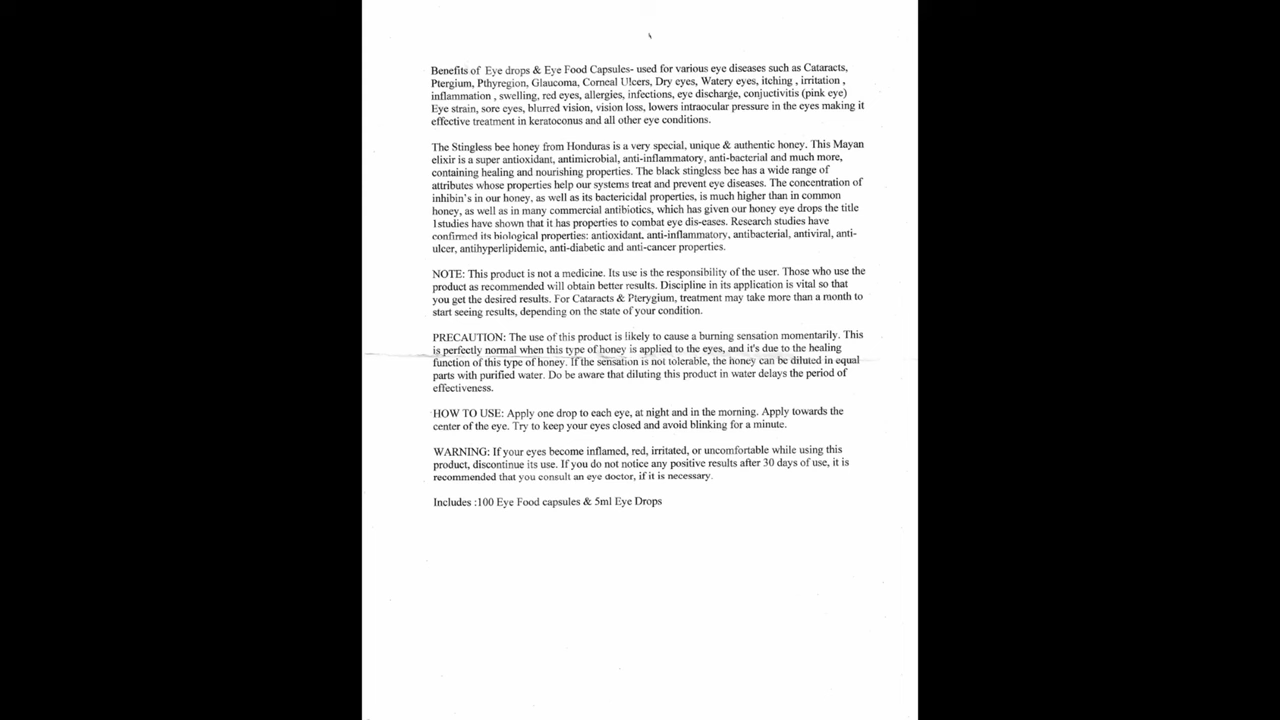 Benefits of Eye drops & Eye Food Capsules- used for various eye diseases such as Cataracts,
Ptergium, Pthyregion, Glaucoma, Corneal Ulcers, Dry eyes, Watery eyes, itching , irritation ,
inflammation , swelling, red eyes, allergies, infections, eye discharge, conjuctivitis (pink eye)
Eye strain, sore eyes, blurred vision, vision loss, lowers intraocular pressure in the eyes making it
effective treatment in keratoconus and all other eye conditions.
The Stingless bee honey from Honduras is a very special, unique & authentic honey. This Mayan
elixir is a super antioxidant, antimicrobial, anti-inflammatory, anti-bacterial and much more,
containing healing and nourishing properties. The black stingless bee has a wide range of
attributes whose properties help our systems treat and prevent eye diseases. The concentration of
inhibin's in our honey, as well as its bactericidal properties, is much higher than in common
honey, as well as in many commercial antibiotics, which has given our honey eye drops the title
1studies have shown that it has properties to combat eye dis-eases. Research studies have
confirmed its biological properties: antioxidant, anti-inflammatory, antibacterial, antiviral, anti-
ulcer, antihyperlipidemic, anti-diabetic and anti-cancer properties.
NOTE: This product is not a medicine. Its use is the responsibility of the user. Those who use the
product as recommended will obtain better results. Discipline in its application is vital so that
you get the desired results. For Cataracts & Pterygium, treatment may take more than a month to
start seeing results, depending on the state of your condition.
PRECAUTION: The use of this product is likely to cause a burning sensation momentarily. This
is perfectly normal when this type of honey is applied to the eyes, and it's due to the healing
function of this type of honey. If the sensation is not tolerable, the honey can be diluted in equal
parts with purified water. Do be aware that diluting this product in water delays the period of
effectiveness.
HOW TO USE: Apply one drop to each eye, at night and in the morning. Apply towards the
center of the eye. Try to keep your eyes closed and avoid blinking for a minute.
WARNING: If your eyes become inflamed, red, irritated, or uncomfortable while using this
product, discontinue its use. If you do not notice any positive results after 30 days of use, it is
recommended that you consult an eye doctor, if it is necessary.
Includes :100 Eye Food capsules & 5ml Eye Drops